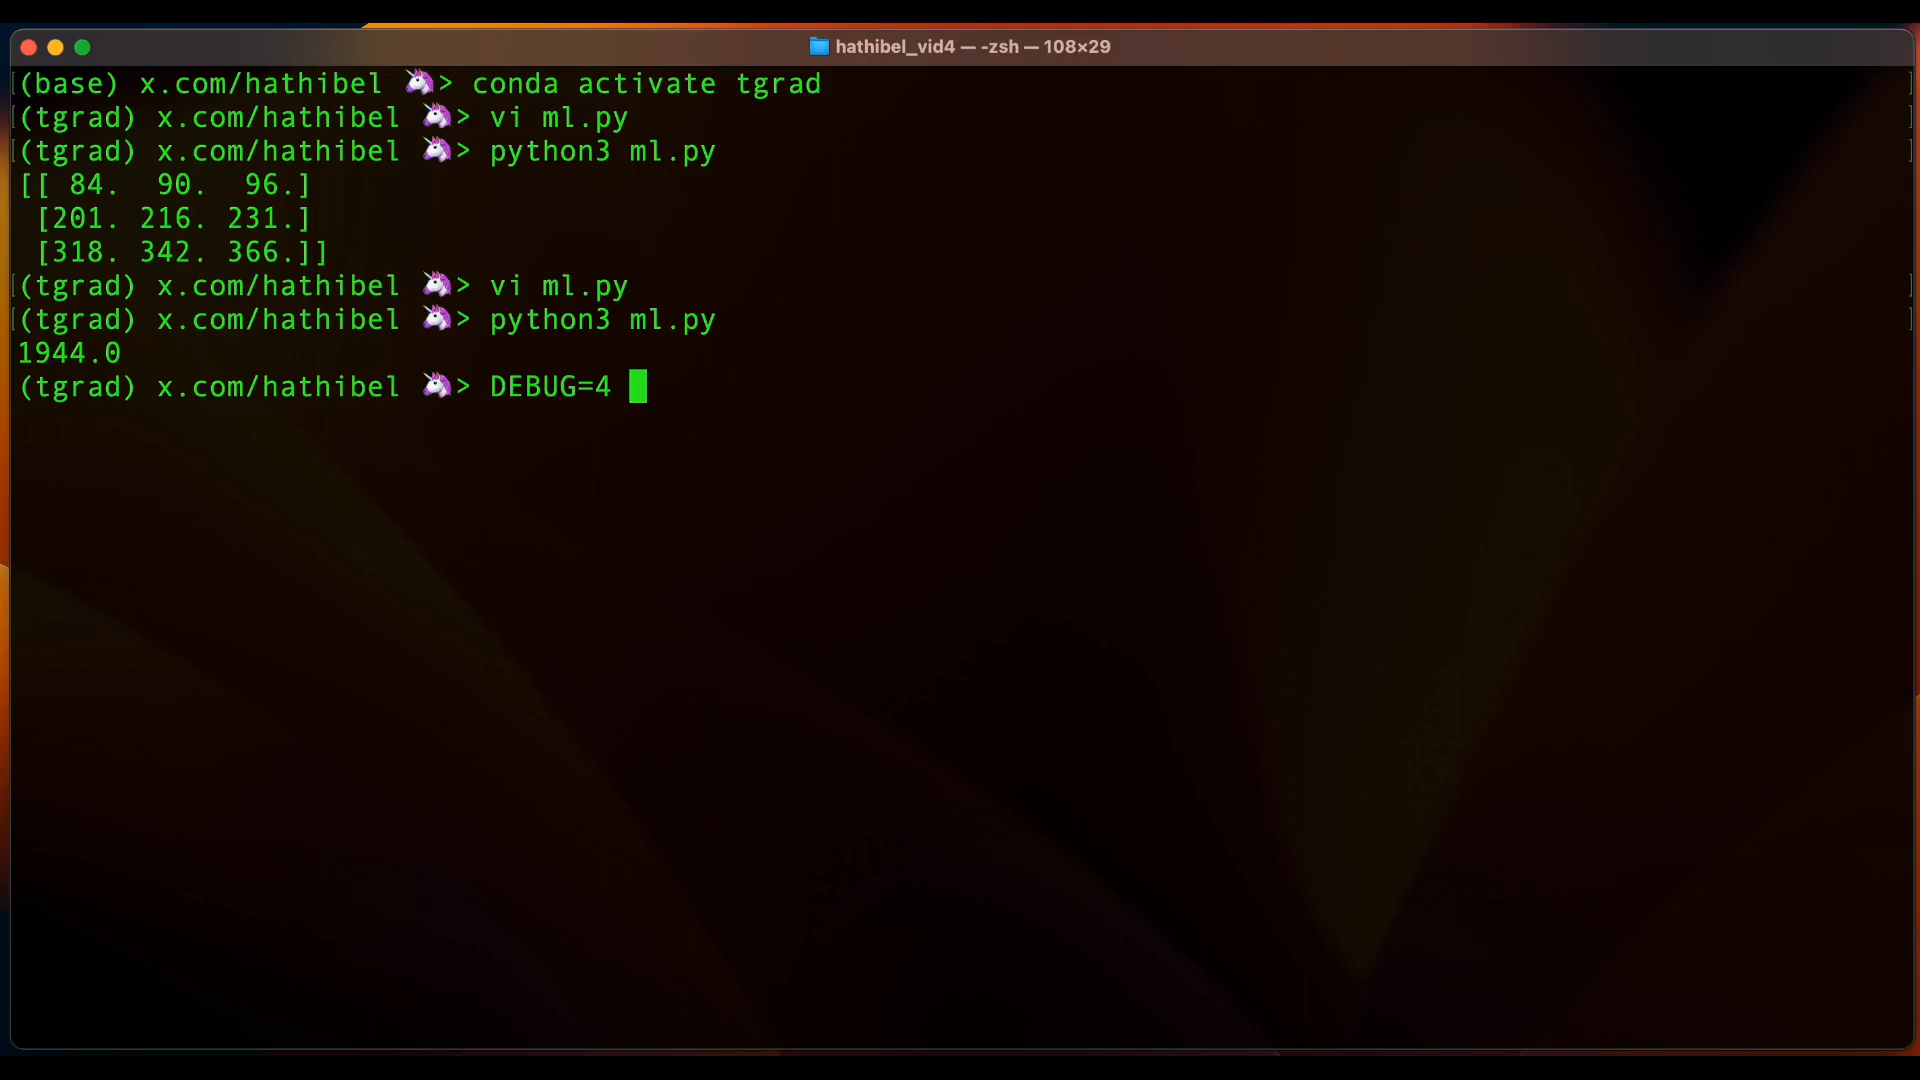 hathibel_vid4 — -zsh — 108×29
(base) x.com/hathibel 🦄> conda activate tgrad
(tgrad) x.com/hathibel 🦄> vi ml.py
(tgrad) x.com/hathibel 🦄> python3 ml.py
[[ 84.  90.  96.]
 [201. 216. 231.]
 [318. 342. 366.]]
(tgrad) x.com/hathibel 🦄> vi ml.py
(tgrad) x.com/hathibel 🦄> python3 ml.py
1944.0
(tgrad) x.com/hathibel 🦄> DEBUG=4